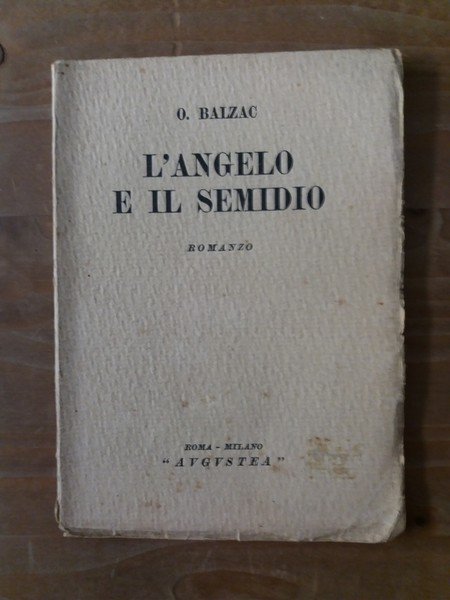 O. BALZAC
L'ANGELO
E IL SEMIDIO
ROMANZO
ROMA - MILANO
"AVGVSTEA"